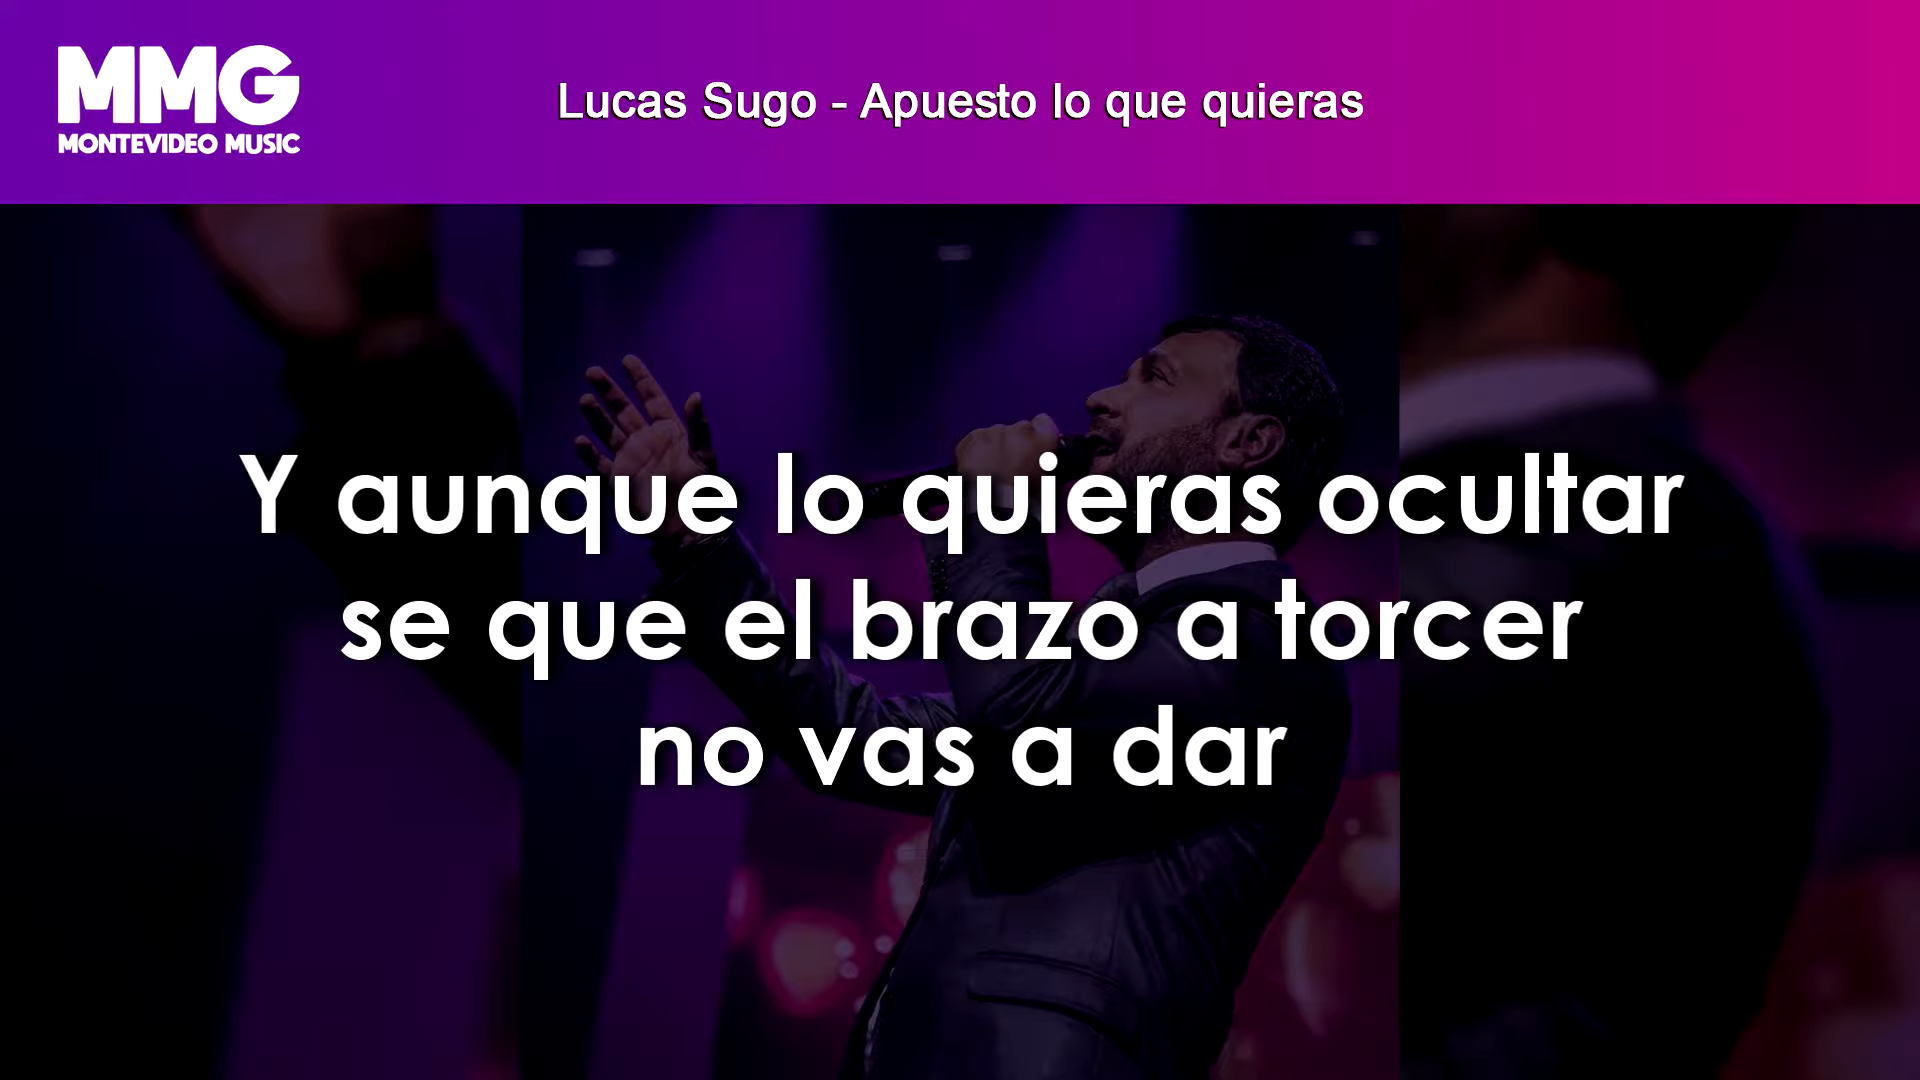 MMG
MONTEVIDEO MUSIC
Lucas Sugo - Apuesto lo que quieras
Y aunque lo quieras ocultar
se que el brazo a torcer
no vas a dar